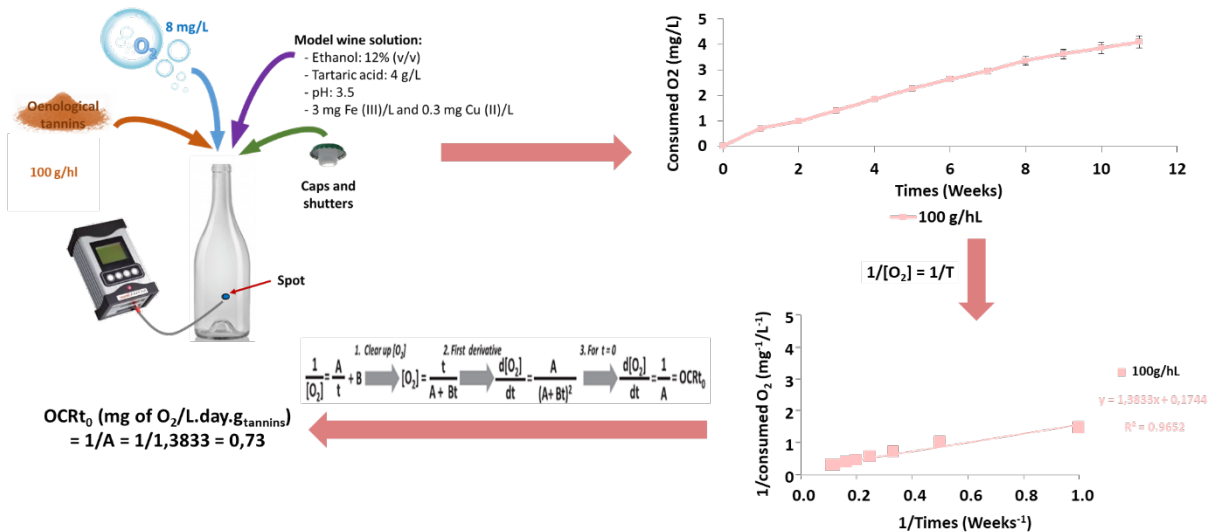 8 mg/L
O2
Oenological
tannins
100 g/hl
Model wine solution:
- Ethanol: 12% (v/v)
- Tartaric acid: 4 g/L
- pH: 3.5
- 3 mg Fe (III)/L and 0.3 mg Cu (II)/L
Caps and
shutters
Spot
Consumed O2 (mg/L)
5
4
3
2
1
0
0 2 4 6 8 10 12
Times (Weeks)
100 g/hL
1/[O₂] = 1/T
1/consumed O₂ (mg⁻¹/L⁻¹)
5
4
3
2
1
0
0.0 0.2 0.4 0.6 0.8 1.0
1/Times (Weeks⁻¹)
100g/hL
y = 1,3833x + 0,1744
R² = 0.9652
1. Clear up [O₂]
2. First derivative
3. For t = 0
1/[O₂] = A/t + B
[O₂] = t/(A + Bt)
d[O₂]/dt = A/(A+ Bt)²
d[O₂]/dt = 1/A = OCRt₀
OCRt₀ (mg of O₂/L.day.g tannins)
= 1/A = 1/1,3833 = 0,73